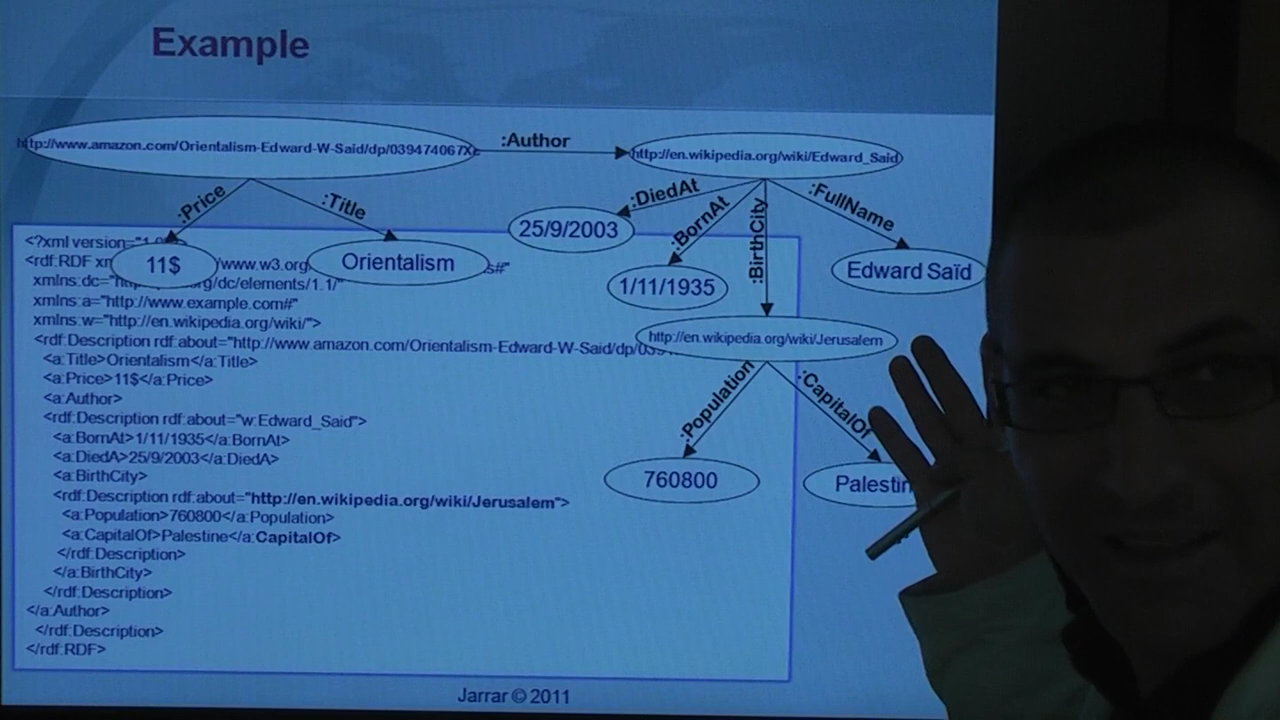 Example
http://www.amazon.com/Orientalism-Edward-W-Said/dp/039474067X
:Author
http://en.wikipedia.org/wiki/Edward_Said
:Price
:Title
:DiedAt
:BornAt
:BirthCity
:FullName
11$
Orientalism
25/9/2003
1/11/1935
Edward Saïd
http://en.wikipedia.org/wiki/Jerusalem
:Population
:CapitalOf
760800
Palestin
<?xml version="1.0
<rdf:RDF /www.w3.org s#"
xmlns:dc=" /dc/elements/1.1/"
xmlns:a="http://www.example.com#"
xmlns:w="http://en.wikipedia.org/wiki/">
<rdf:Description rdf:about="http://www.amazon.com/Orientalism-Edward-W-Said/dp/039
<a:Title>Orientalism</a:Title>
<a:Price>11$</a:Price>
<a:Author>
<rdf:Description rdf:about="w:Edward_Said">
<a:BornAt>1/11/1935</a:BornAt>
<a:DiedA>25/9/2003</a:DiedA>
<a:BirthCity>
<rdf:Description rdf:about="http://en.wikipedia.org/wiki/Jerusalem">
<a:Population>760800</a:Population>
<a:CapitalOf>Palestine</a:CapitalOf>
</rdf:Description>
</a:BirthCity>
</rdf:Description>
</a:Author>
</rdf:Description>
</rdf:RDF>
Jarrar © 2011